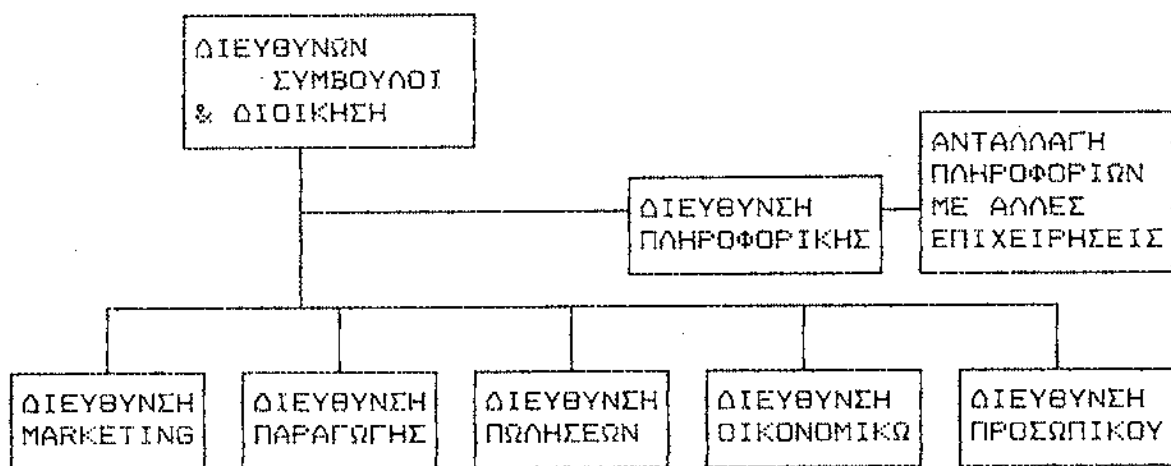 ΔΙΕΥΘΥΝΩΝ
ΣΥΜΒΟΥΛΟΙ
& ΔΙΟΙΚΗΣΗ
ΑΝΤΑΛΛΑΓΗ
ΠΛΗΡΟΦΟΡΙΩΝ
ΜΕ ΑΛΛΕΣ
ΕΠΙΧΕΙΡΗΣΕΙΣ
ΔΙΕΥΘΥΝΣΗ
ΠΛΗΡΟΦΟΡΙΚΗΣ
ΔΙΕΥΘΥΝΣΗ
MARKETING
ΔΙΕΥΘΥΝΣΗ
ΠΑΡΑΓΩΓΗΣ
ΔΙΕΥΘΥΝΣΗ
ΠΩΛΗΣΕΩΝ
ΔΙΕΥΘΥΝΣΗ
ΟΙΚΟΝΟΜΙΚΩ
ΔΙΕΥΘΥΝΣΗ
ΠΡΟΣΩΠΙΚΟΥ